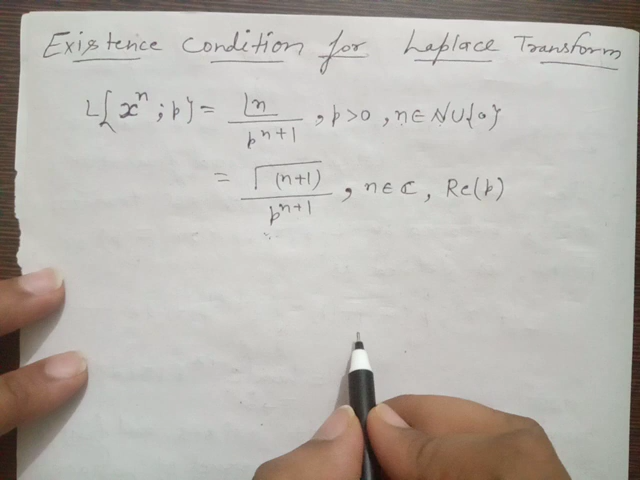 Existence Condition for Laplace Transform
L{x^n ; p} = ⌊n / p^{n+1} , p>0 , n∈N∪{0}
= Γ(n+1) / p^{n+1} , n∈ℂ, Re(p)